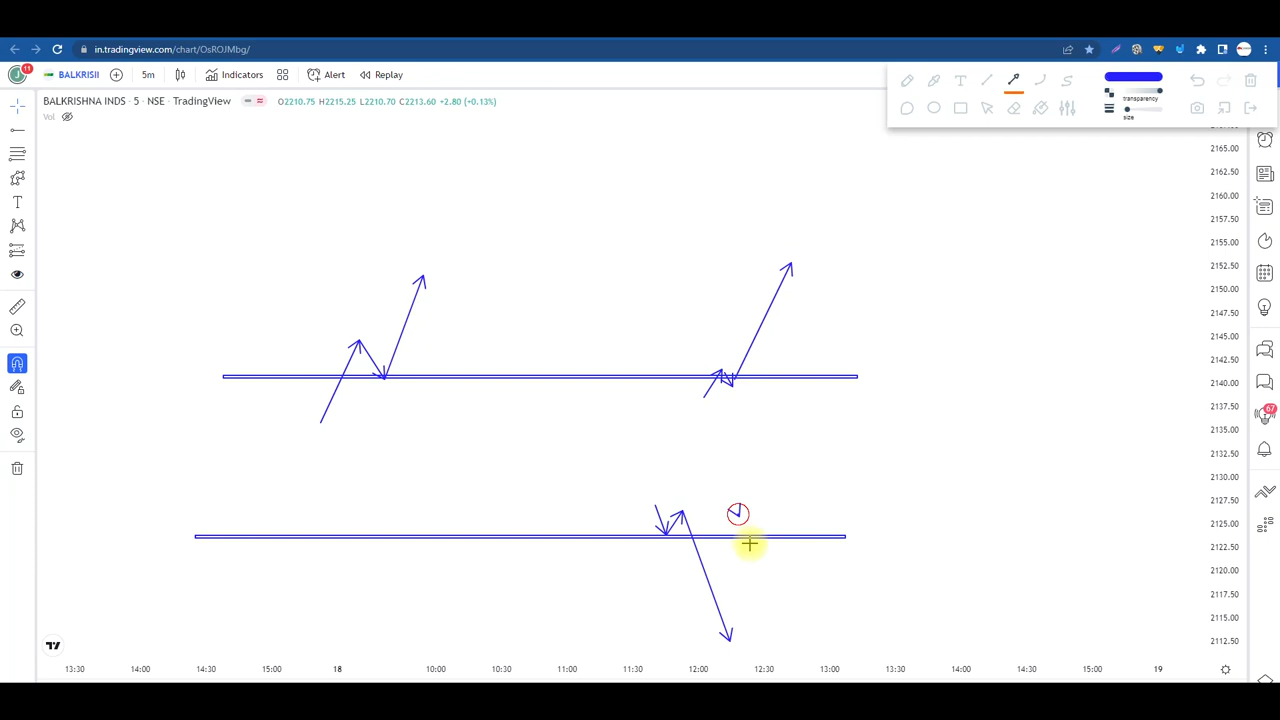 in.tradingview.com/chart/OsROJMbg/
J 11 BALKRISI 5m Indicators Alert Replay
BALKRISHNA INDS · 5 · NSE · TradingView O2210.75 H2215.25 L2210.70 C2213.60 +2.80 (+0.13%)
Vol
T
transparency
size
T
2165.00
2162.50
2160.00
2157.50
2155.00
2152.50
2150.00
2147.50
2145.00
2142.50
2140.00
2137.50
2135.00
2132.50
2130.00
2127.50
2125.00
2122.50
2120.00
2117.50
2115.00
2112.50
67
13:30 14:00 14:30 15:00 18 10:00 10:30 11:00 11:30 12:00 12:30 13:00 13:30 14:00 14:30 15:00 19